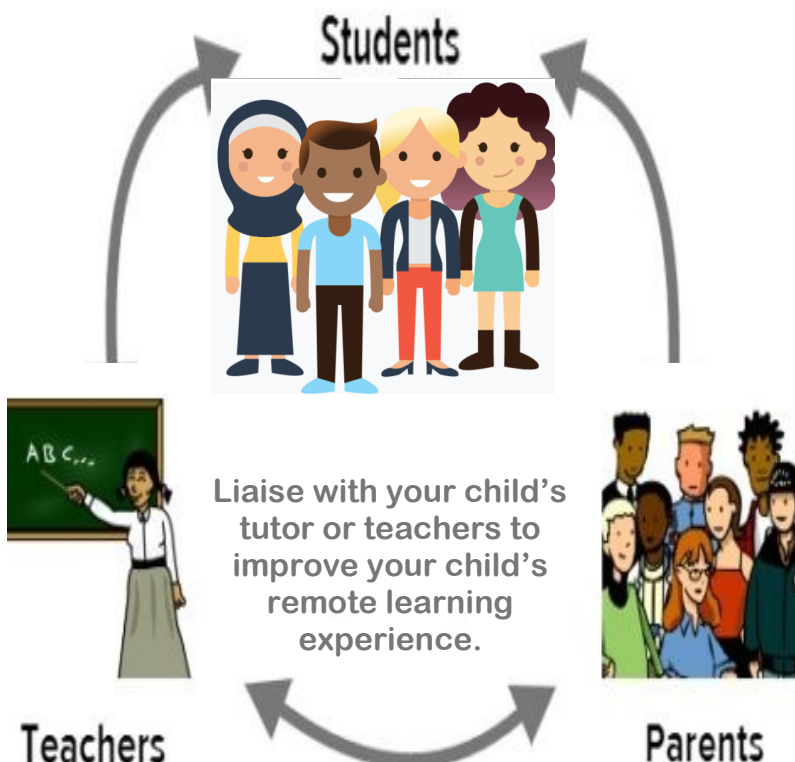 Students
ABC...
Liaise with your child’s
tutor or teachers to
improve your child’s
remote learning
experience.
Teachers
Parents